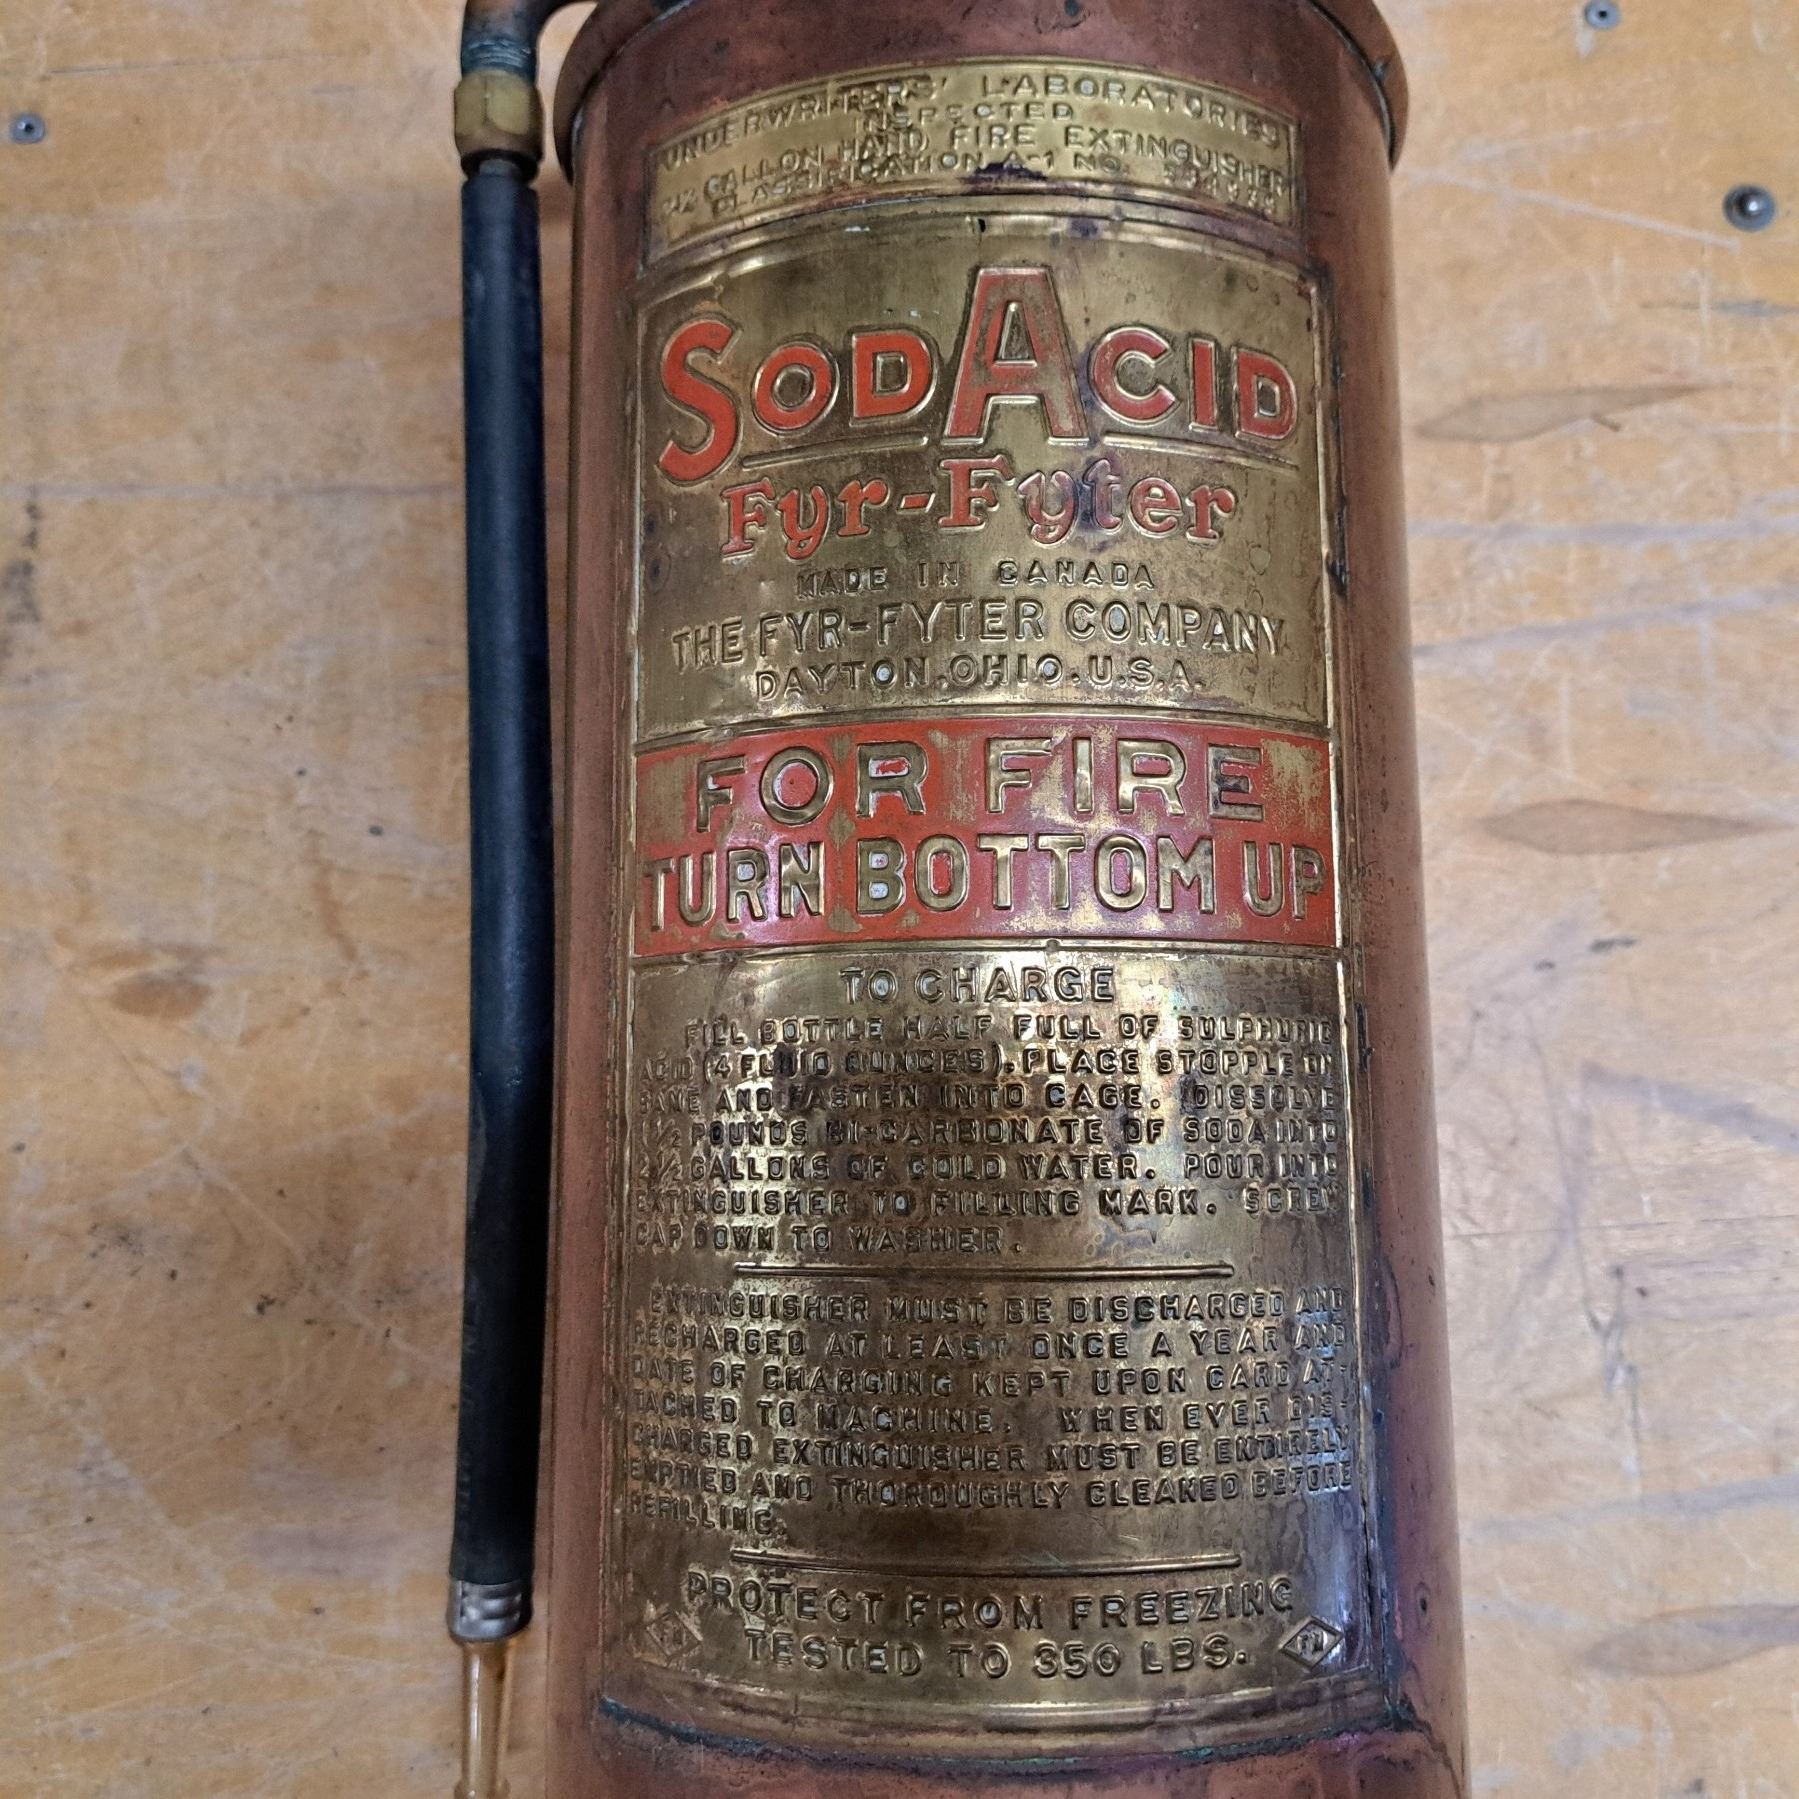 UNDERWRITERS' LABORATORIES
INSPECTED
2½ GALLON HAND FIRE EXTINGUISHER
CLASSIFICATION A-1 NO.
SODACID
Fyr-Fyter
MADE IN CANADA
THE FYR-FYTER COMPANY
DAYTON, OHIO. U.S.A.
FOR FIRE
TURN BOTTOM UP
TO CHARGE
FILL BOTTLE HALF FULL OF SULPHURIC
ACID (4 FLUID OUNCES). PLACE STOPPLE ON
SAME AND FASTEN INTO CAGE. DISSOLVE
1½ POUNDS BI-CARBONATE OF SODA INTO
2½ GALLONS OF COLD WATER. POUR INTO
EXTINGUISHER TO FILLING MARK. SCREW
CAP DOWN TO WASHER.
EXTINGUISHER MUST BE DISCHARGED AND
RECHARGED AT LEAST ONCE A YEAR AND
DATE OF CHARGING KEPT UPON CARD AT-
TACHED TO MACHINE. WHEN EVER DIS-
CHARGED EXTINGUISHER MUST BE ENTIRELY
EMPTIED AND THOROUGHLY CLEANED BEFORE
REFILLING.
PROTECT FROM FREEZING
TESTED TO 350 LBS.